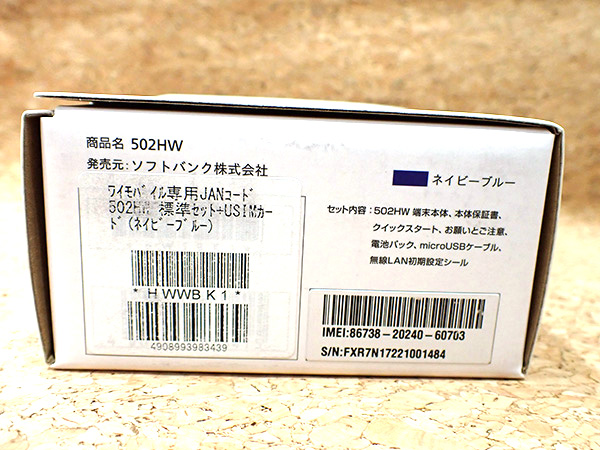 商品名 502HW
発売元:ソフトバンク株式会社
ワイモバイル専用JANコード
502HW 標準セット+USIMカー
ド(ネイビーブルー)
* HWWBK1 *
4908993983439
ネイビーブルー
セット内容:502HW 端末本体、本体保証書、
クイックスタート、お願いとご注意、
電池パック、microUSBケーブル、
無線LAN初期設定シール
IMEI:86738-20240-60703
S/N:FXR7N17221001484